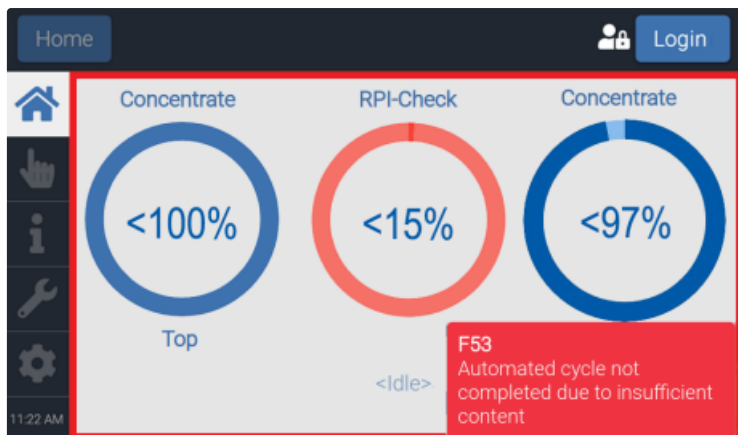 Home
Login
Concentrate
RPI-Check
Concentrate
<100%
<15%
<97%
Top
<Idle>
F53
Automated cycle not
completed due to insufficient
content
11:22 AM